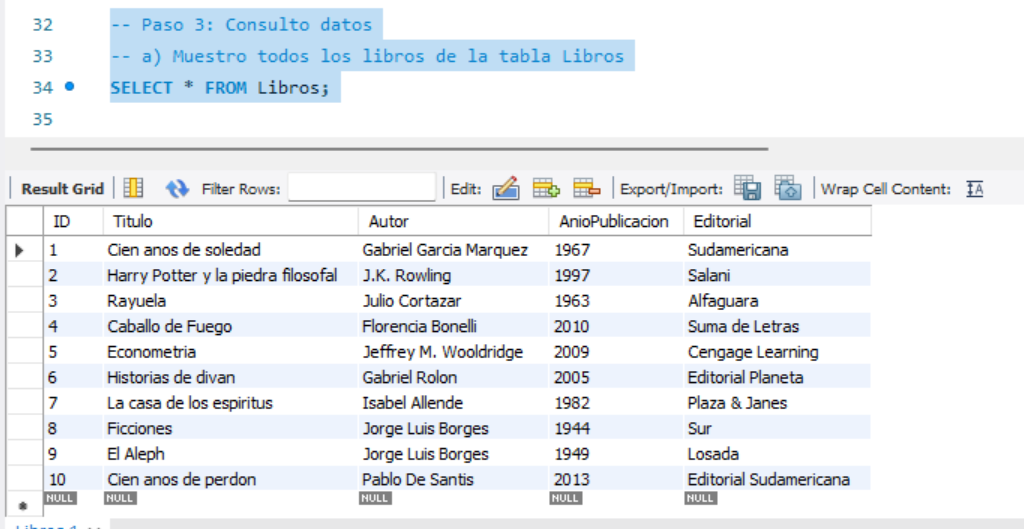 32 -- Paso 3: Consulto datos
33 -- a) Muestro todos los libros de la tabla Libros
34 SELECT * FROM Libros;
35
Result Grid Filter Rows: Edit: Export/Import: Wrap Cell Content: IA
ID Titulo Autor AnioPublicacion Editorial
1 Cien anos de soledad Gabriel Garcia Marquez 1967 Sudamericana
2 Harry Potter y la piedra filosofal J.K. Rowling 1997 Salani
3 Rayuela Julio Cortazar 1963 Alfaguara
4 Caballo de Fuego Florencia Bonelli 2010 Suma de Letras
5 Econometria Jeffrey M. Wooldridge 2009 Cengage Learning
6 Historias de divan Gabriel Rolon 2005 Editorial Planeta
7 La casa de los espiritus Isabel Allende 1982 Plaza & Janes
8 Ficciones Jorge Luis Borges 1944 Sur
9 El Aleph Jorge Luis Borges 1949 Losada
10 Cien anos de perdon Pablo De Santis 2013 Editorial Sudamericana
NULL NULL NULL NULL NULL